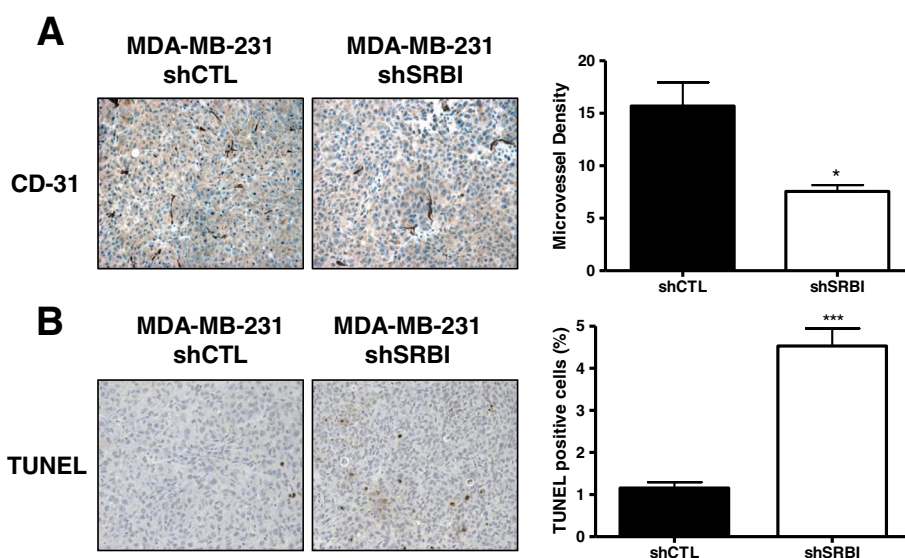 A
MDA-MB-231
shCTL
MDA-MB-231
shSRBI
CD-31
Microvessel Density
20
15
10
5
0
*
shCTL
shSRBI
B
MDA-MB-231
shCTL
MDA-MB-231
shSRBI
TUNEL
TUNEL positive cells (%)
5
4
3
2
1
0
***
shCTL
shSRBI